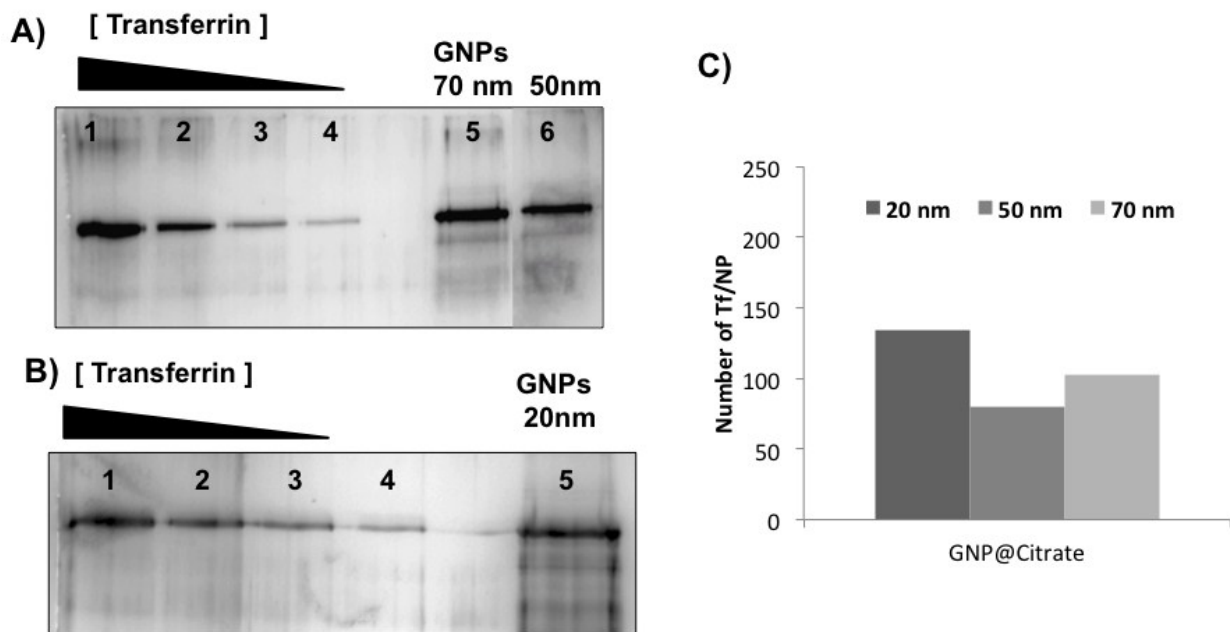 A)
[ Transferrin ]
GNPs
70 nm 50nm
1 2 3 4 5 6
B) [ Transferrin ]
GNPs
20nm
1 2 3 4 5
C)
250
200
150
100
50
0
Number of Tf/NP
20 nm 50 nm 70 nm
GNP@Citrate